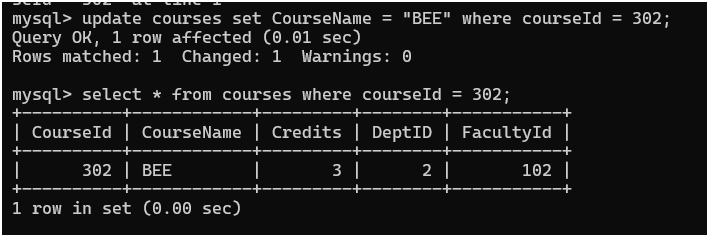 mysql> update courses set CourseName = "BEE" where courseId = 302;
Query OK, 1 row affected (0.01 sec)
Rows matched: 1  Changed: 1  Warnings: 0

mysql> select * from courses where courseId = 302;
+----------+------------+---------+--------+-----------+
| CourseId | CourseName | Credits | DeptID | FacultyId |
+----------+------------+---------+--------+-----------+
|      302 | BEE        |       3 |      2 |       102 |
+----------+------------+---------+--------+-----------+
1 row in set (0.00 sec)